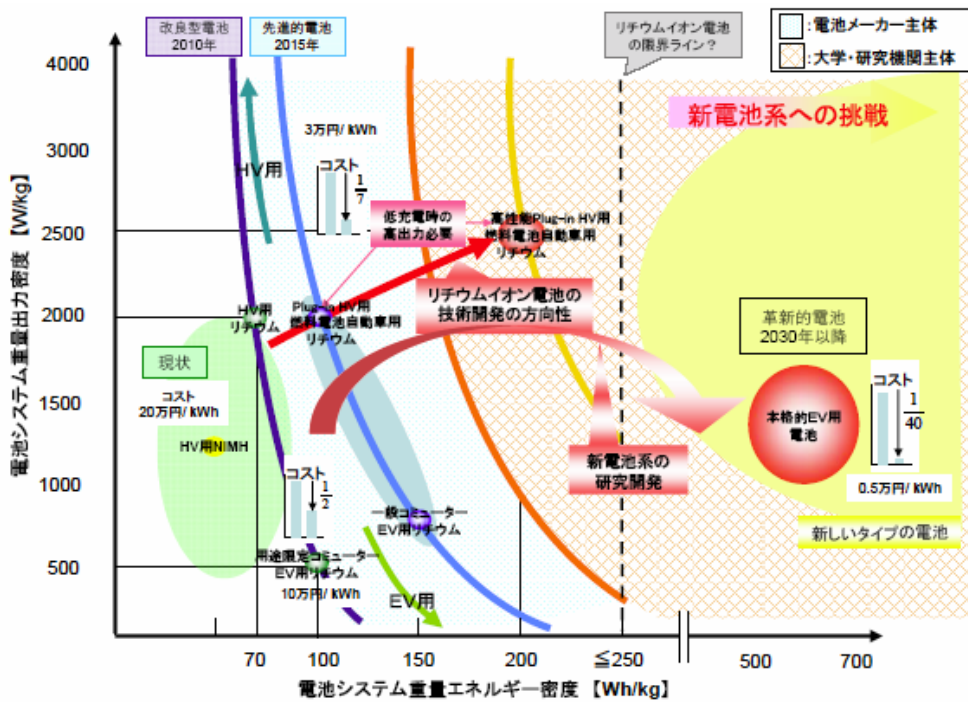 改良型電池
2010年
先進的電池
2015年
リチウムイオン電池
の限界ライン?
:電池メーカー主体
:大学・研究機関主体
新電池系への挑戦
電池システム重量出力密度 【W/kg】
4000
3000
2500
2000
1500
1000
500
3万円/kWh
コスト
1/7
HV用
低充電時の
高出力必要
高性能Plug-in HV用
燃料電池自動車用
リチウム
HV用
リチウム
Plug-in HV用
燃料電池自動車用
リチウム
リチウムイオン電池の
技術開発の方向性
現状
コスト
20万円/kWh
HV用NIMH
革新的電池
2030年以降
本格的EV用
電池
コスト
1/40
0.5万円/kWh
新電池系の
研究開発
コスト
1/2
一般コミューター
EV用リチウム
用途限定コミューター
EV用リチウム
10万円/kWh
EV用
新しいタイプの電池
70
100
150
200
≦250
500
700
電池システム重量エネルギー密度 【Wh/kg】